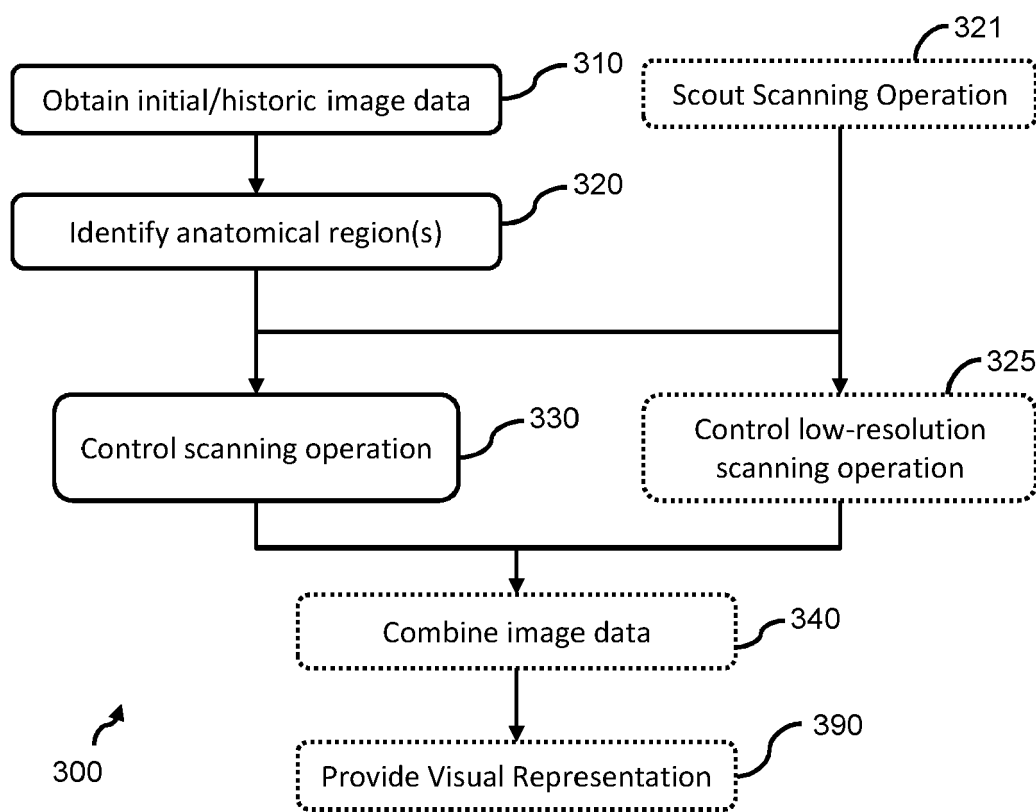 321
310
Obtain initial/historic image data
Scout Scanning Operation
320
Identify anatomical region(s)
325
330
Control scanning operation
Control low-resolution
scanning operation
340
Combine image data
390
300
Provide Visual Representation